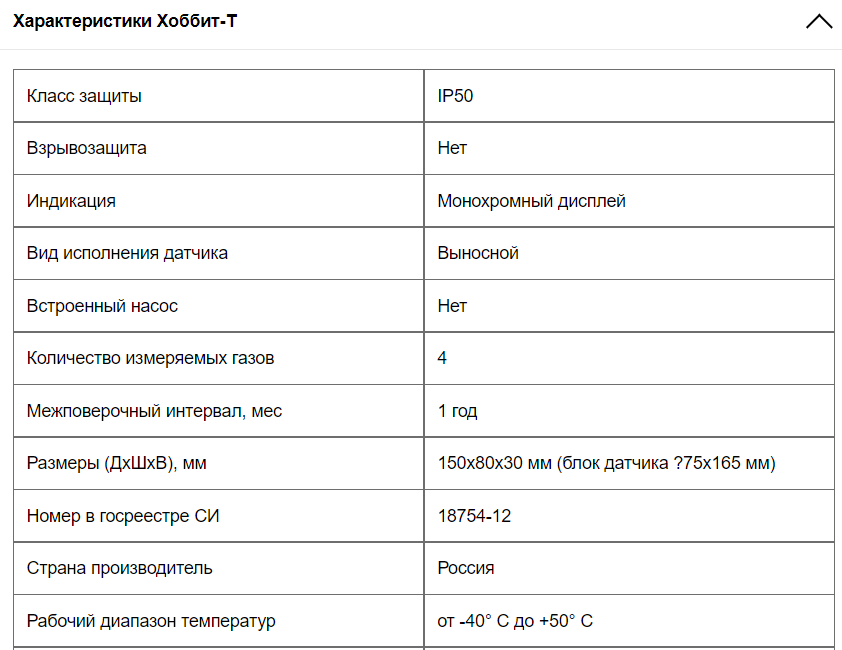 Характеристики Хоббит-Т
Класс защиты IP50
Взрывозащита Нет
Индикация Монохромный дисплей
Вид исполнения датчика Выносной
Встроенный насос Нет
Количество измеряемых газов 4
Межповерочный интервал, мес 1 год
Размеры (ДхШхВ), мм 150х80х30 мм (блок датчика ?75х165 мм)
Номер в госреестре СИ 18754-12
Страна производитель Россия
Рабочий диапазон температур от -40° С до +50° С